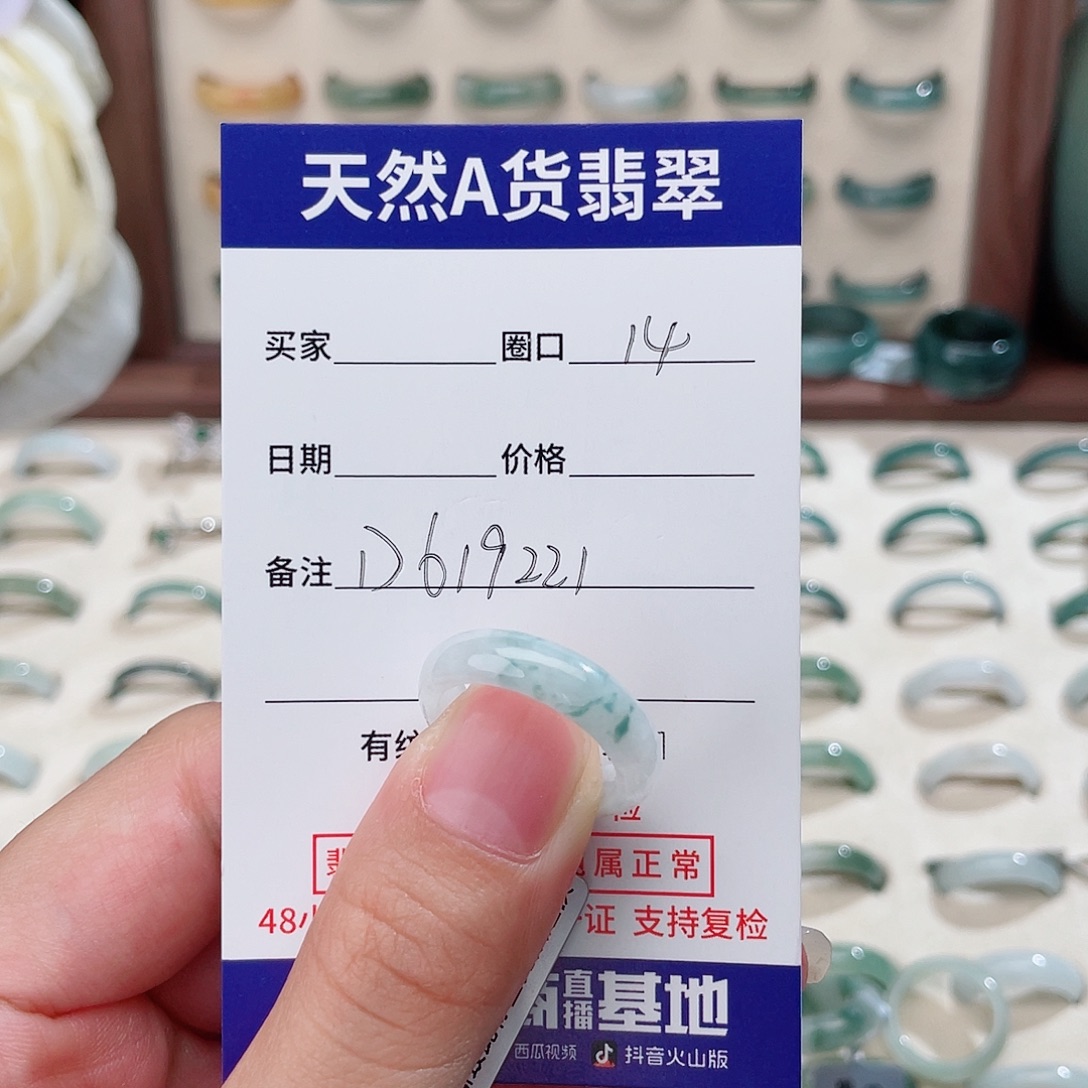 天然A货翡翠
买家 圈口 14
日期 价格
备注 D619221
有
属正常
48 证 支持复检
直播基地
西瓜视频 抖音火山版